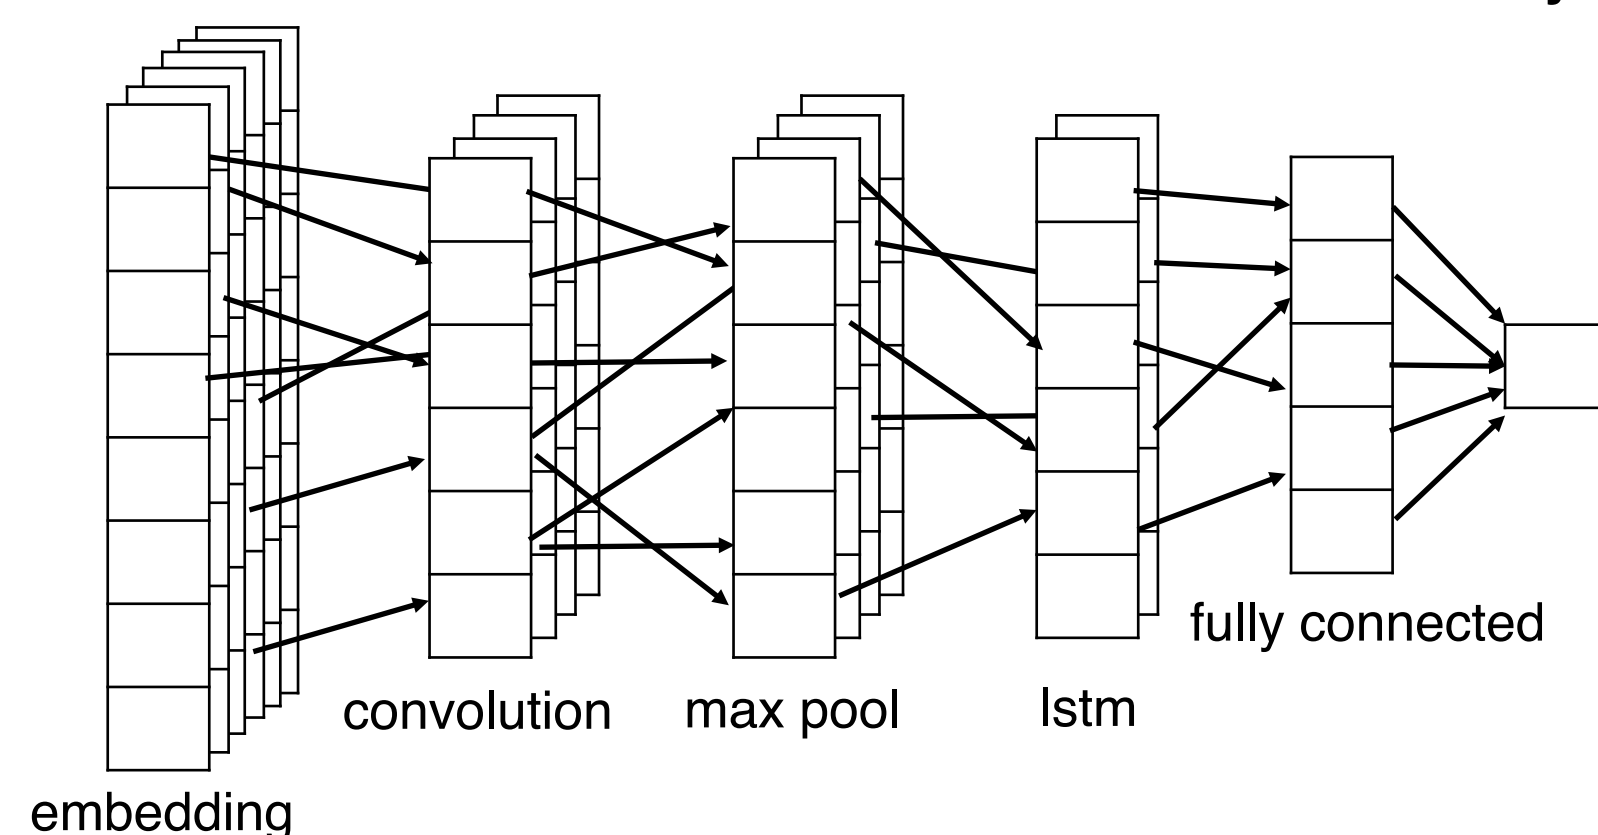 embedding
convolution
max pool
lstm
fully connected